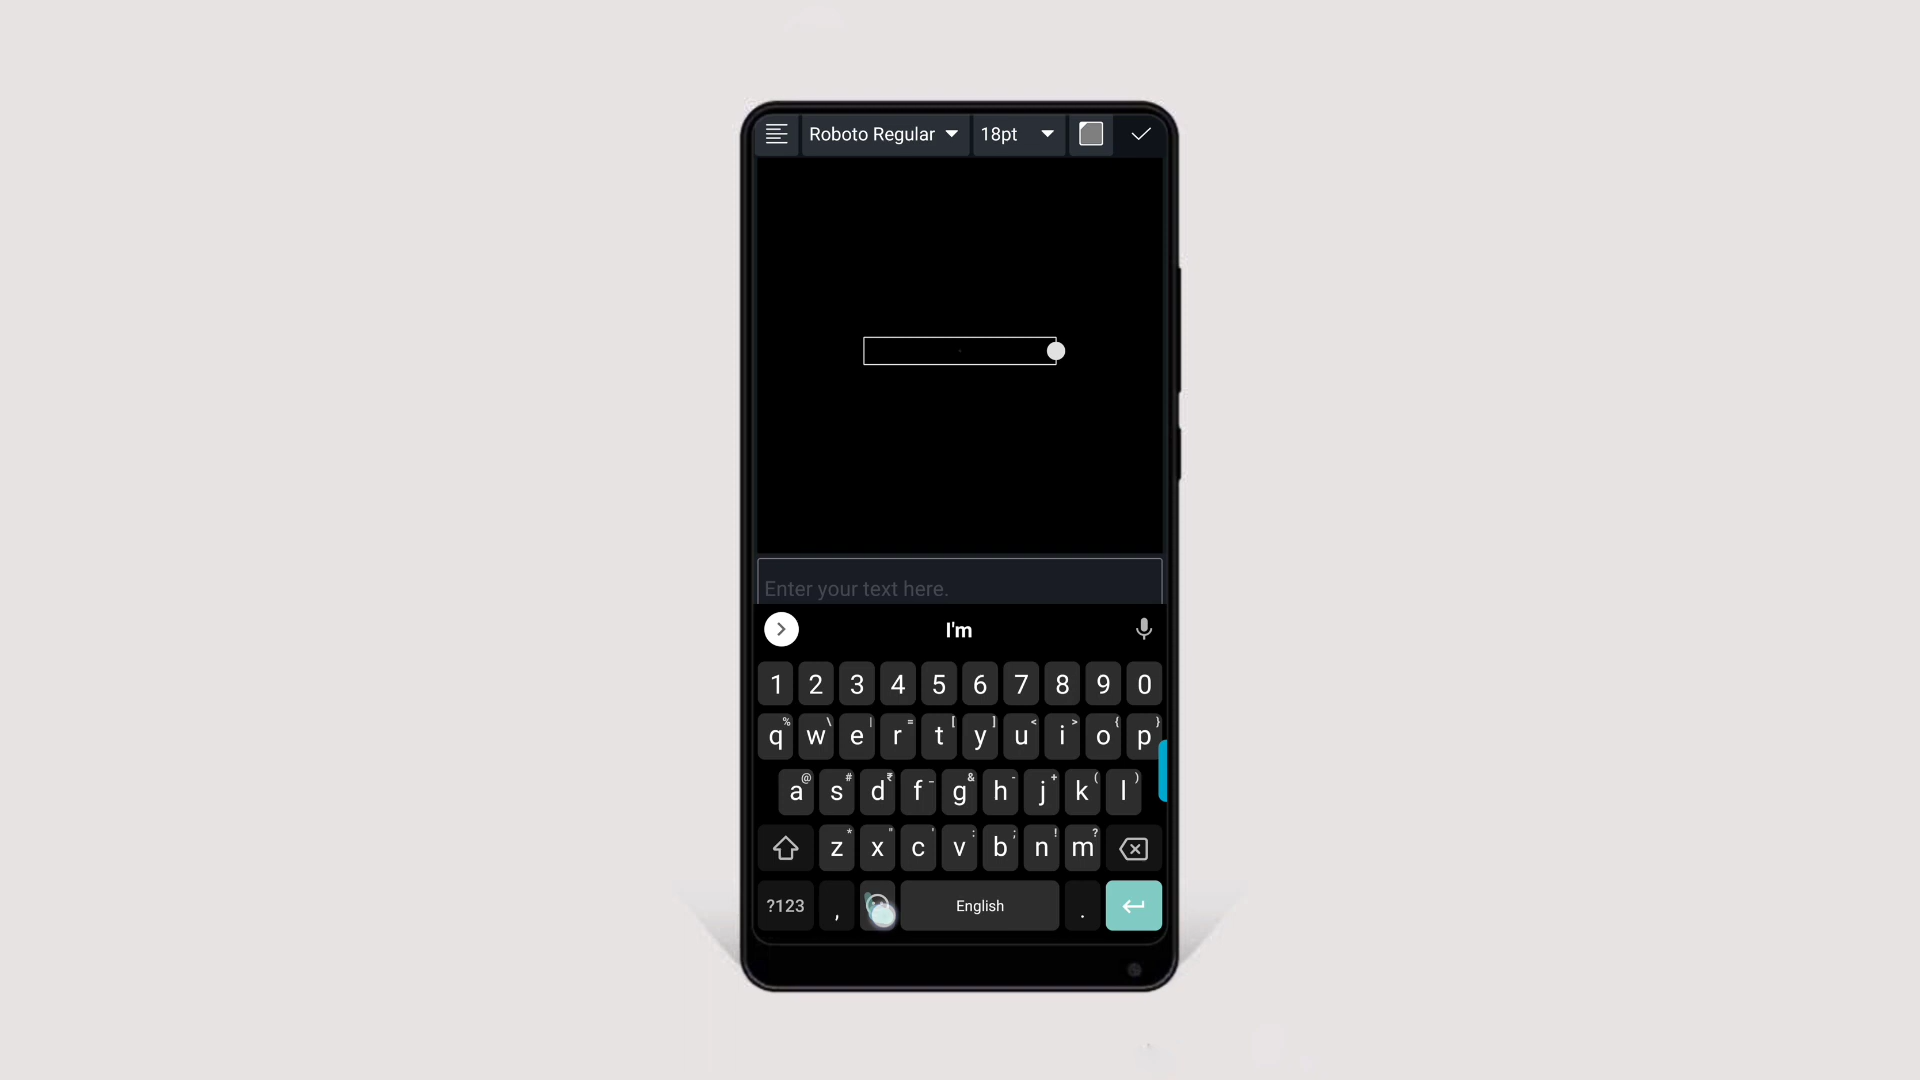 Roboto Regular 18pt
Enter your text here.
I'm
1 2 3 4 5 6 7 8 9 0
% \ | = [ ] < > { }
q w e r t y u i o p
@ # ₹ _ & - + ( )
a s d f g h j k l
* " ' : ; ! ?
z x c v b n m
?123 , English .